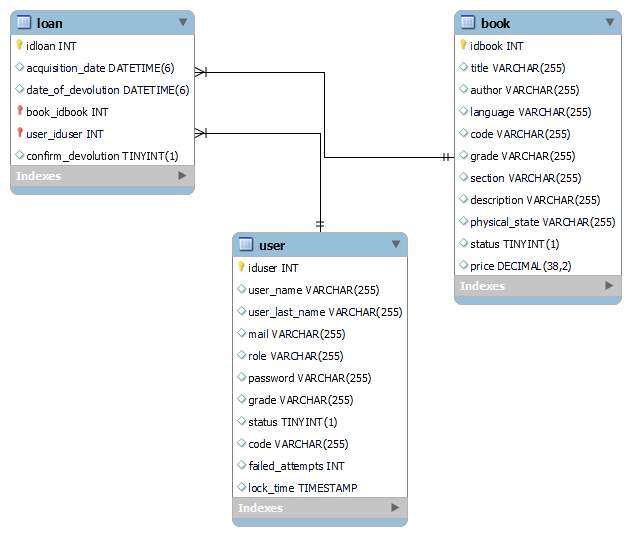 loan
idloan INT
acquisition_date DATETIME(6)
date_of_devolution DATETIME(6)
book_idbook INT
user_iduser INT
confirm_devolution TINYINT(1)
Indexes
book
idbook INT
title VARCHAR(255)
author VARCHAR(255)
language VARCHAR(255)
code VARCHAR(255)
grade VARCHAR(255)
section VARCHAR(255)
description VARCHAR(255)
physical_state VARCHAR(255)
status TINYINT(1)
price DECIMAL(38,2)
Indexes
user
iduser INT
user_name VARCHAR(255)
user_last_name VARCHAR(255)
mail VARCHAR(255)
role VARCHAR(255)
password VARCHAR(255)
grade VARCHAR(255)
status TINYINT(1)
code VARCHAR(255)
failed_attempts INT
lock_time TIMESTAMP
Indexes